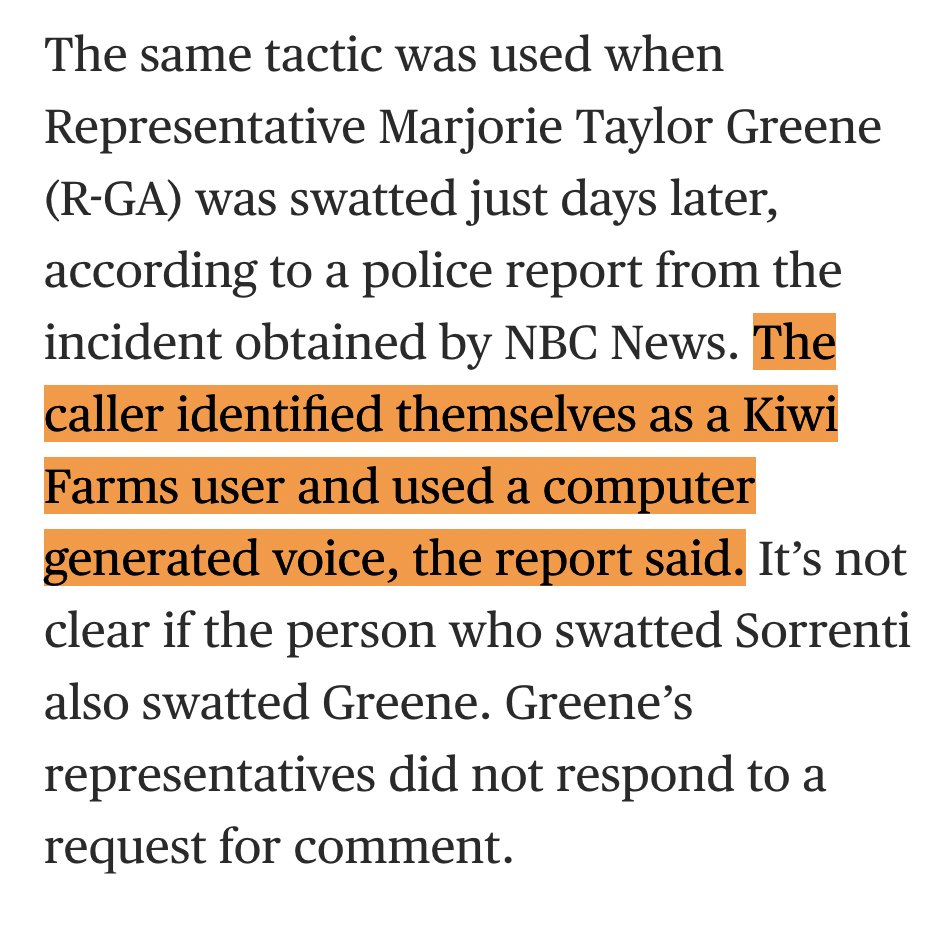 The same tactic was used when
Representative Marjorie Taylor Greene
(R-GA) was swatted just days later,
according to a police report from the
incident obtained by NBC News. The
caller identified themselves as a Kiwi
Farms user and used a computer
generated voice, the report said. It’s not
clear if the person who swatted Sorrenti
also swatted Greene. Greene’s
representatives did not respond to a
request for comment.